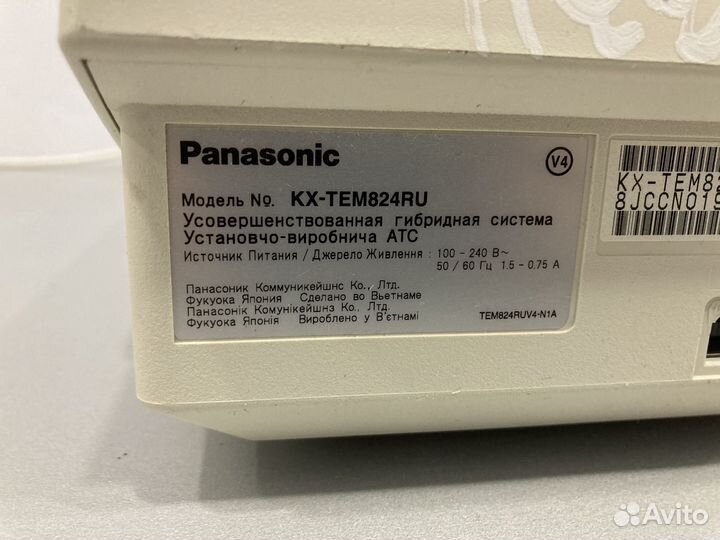 Panasonic
V4
Модель №. KX-TEM824RU
Усовершенствованная гибридная система
Установчо-виробнича АТС
Источник Питания / Джерело Живлення : 100 - 240 В~
50 / 60 Гц 1.5 - 0.75 А
Панасоник Коммуникейшнс Ко., Лтд.
Фукуока Япония Сделано во Вьетнаме
Панасонік Комунікейшнз Ко., Лтд.
Фукуока Японія Вироблено у В'єтнамі
TEM824RUV4-N1A
KX-TEM82
8JCCN019
Avito